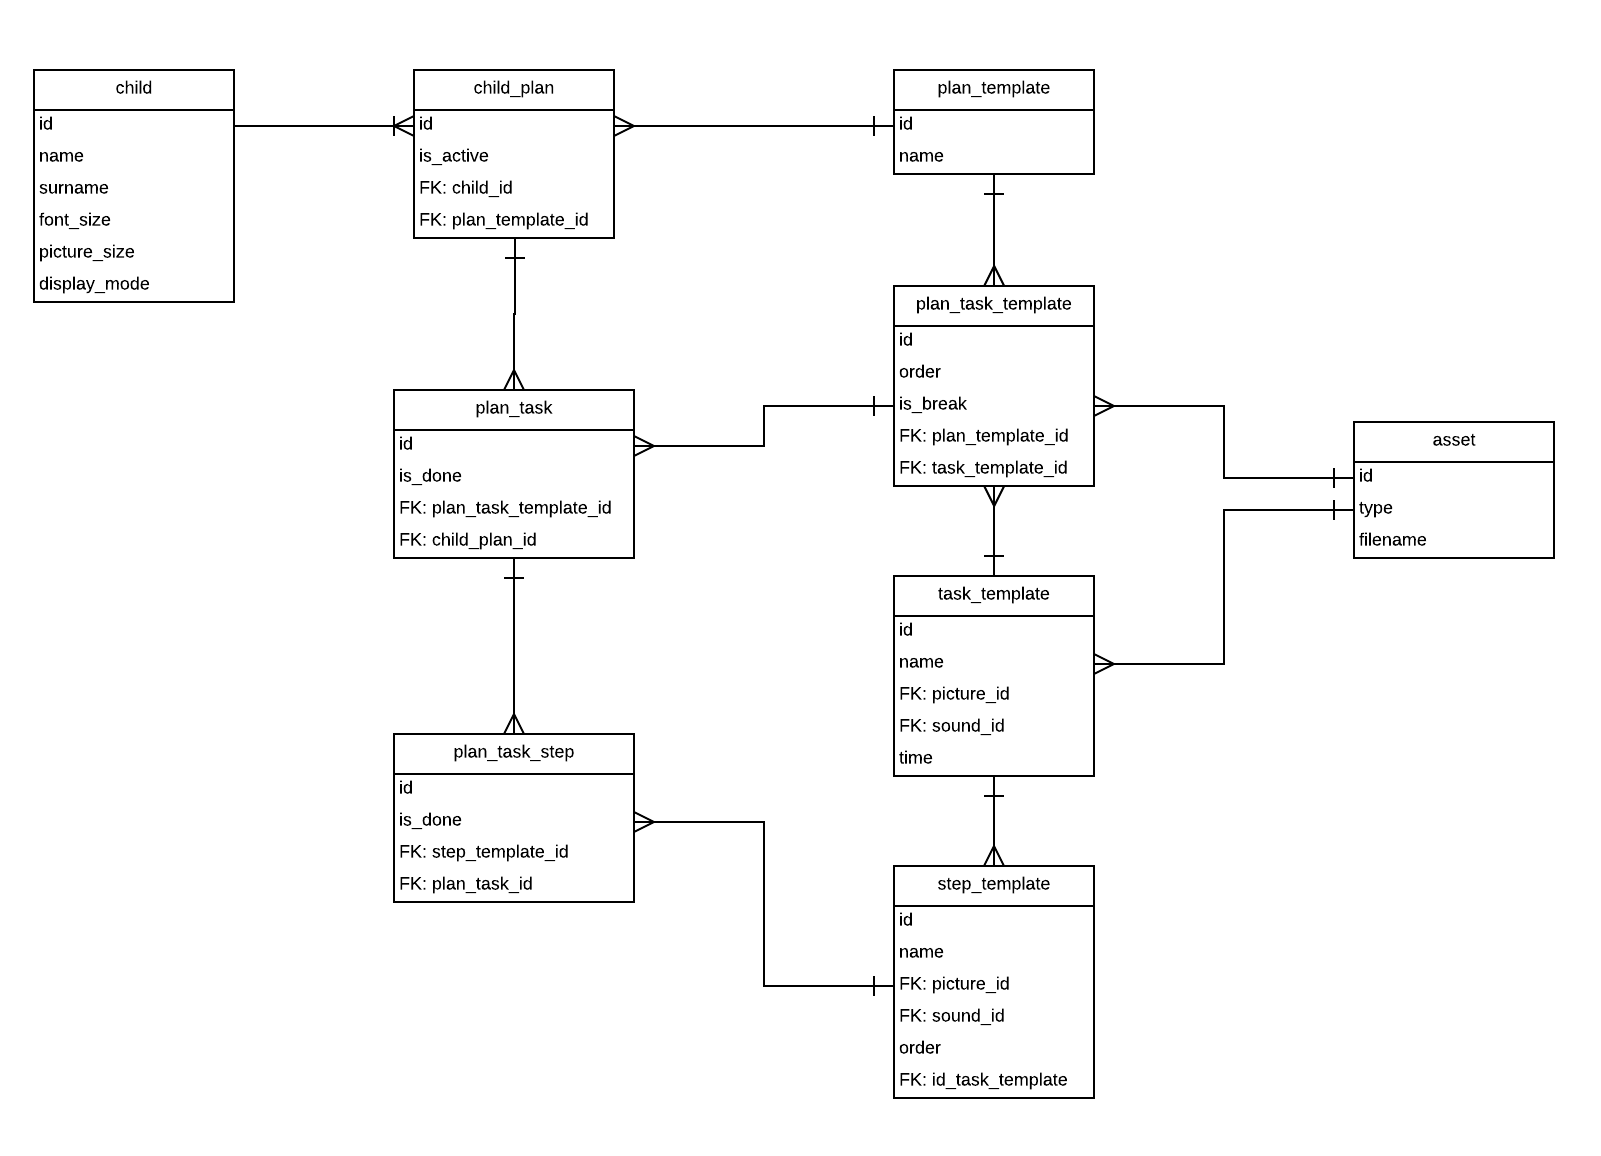 child
id
name
surname
font_size
picture_size
display_mode
child_plan
id
is_active
FK: child_id
FK: plan_template_id
plan_template
id
name
plan_task_template
id
order
is_break
FK: plan_template_id
FK: task_template_id
plan_task
id
is_done
FK: plan_task_template_id
FK: child_plan_id
asset
id
type
filename
task_template
id
name
FK: picture_id
FK: sound_id
time
plan_task_step
id
is_done
FK: step_template_id
FK: plan_task_id
step_template
id
name
FK: picture_id
FK: sound_id
order
FK: id_task_template